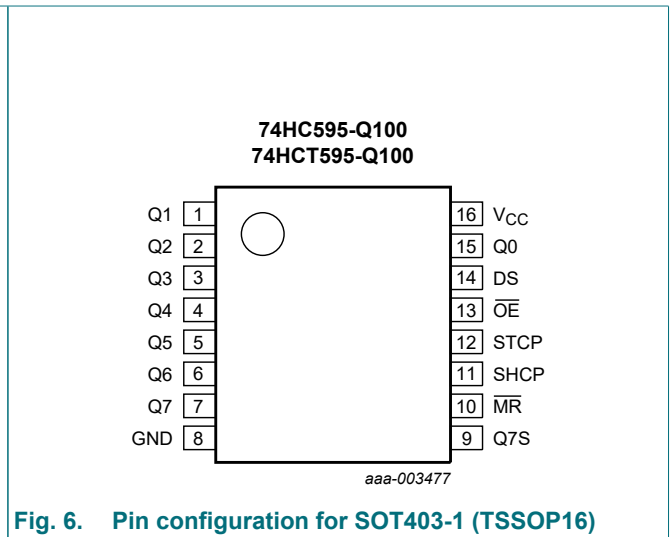 74HC595-Q100
74HCT595-Q100
Q1 1 16 VCC
Q2 2 15 Q0
Q3 3 14 DS
Q4 4 13 O̅E̅
Q5 5 12 STCP
Q6 6 11 SHCP
Q7 7 10 M̅R̅
GND 8 9 Q7S
aaa-003477
Fig. 6. Pin configuration for SOT403-1 (TSSOP16)